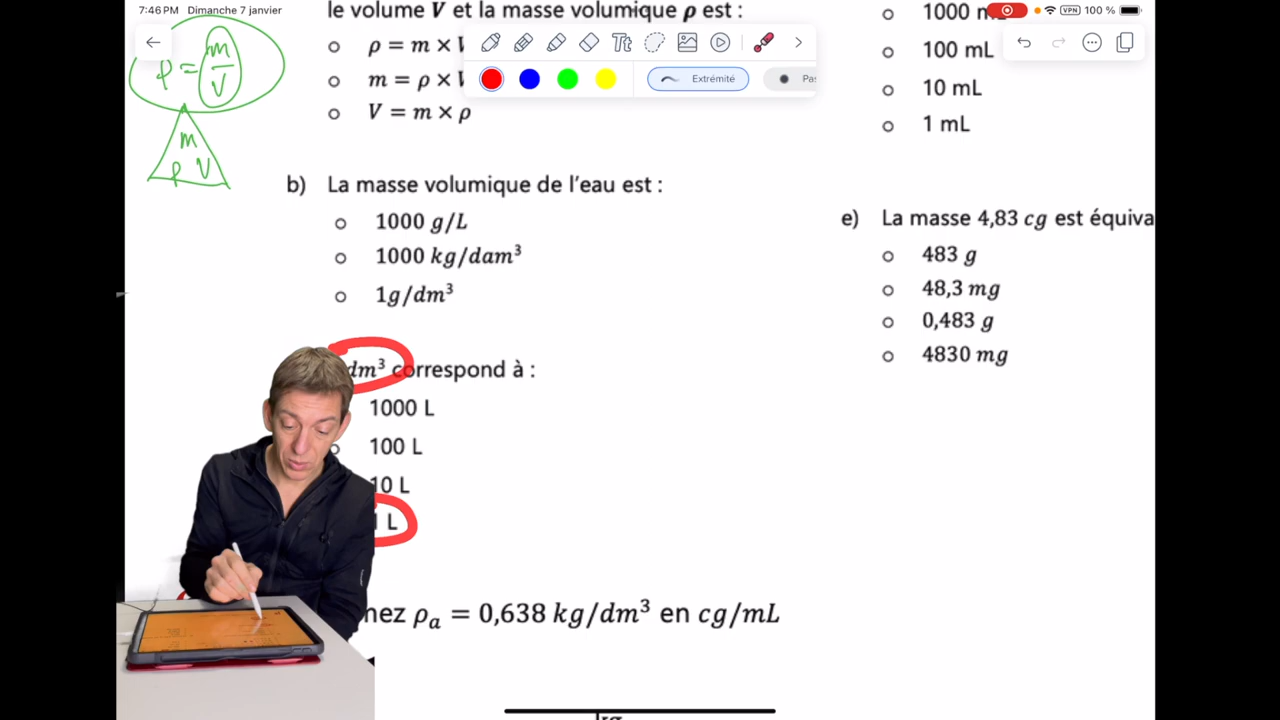 7:46 PM Dimanche 7 janvier
100 %
VPN
le volume V et la masse volumique ρ est :
ρ = m × V
m = ρ × V
V = m × ρ
ρ = m/V
m
ρ V
Extrémité
b) La masse volumique de l'eau est :
1000 g/L
1000 kg/dam³
1g/dm³
dm³ correspond à :
1000 L
100 L
10 L
1 L
nez ρₐ = 0,638 kg/dm³ en cg/mL
kg
100 mL
10 mL
1 mL
e) La masse 4,83 cg est équiva
483 g
48,3 mg
0,483 g
4830 mg